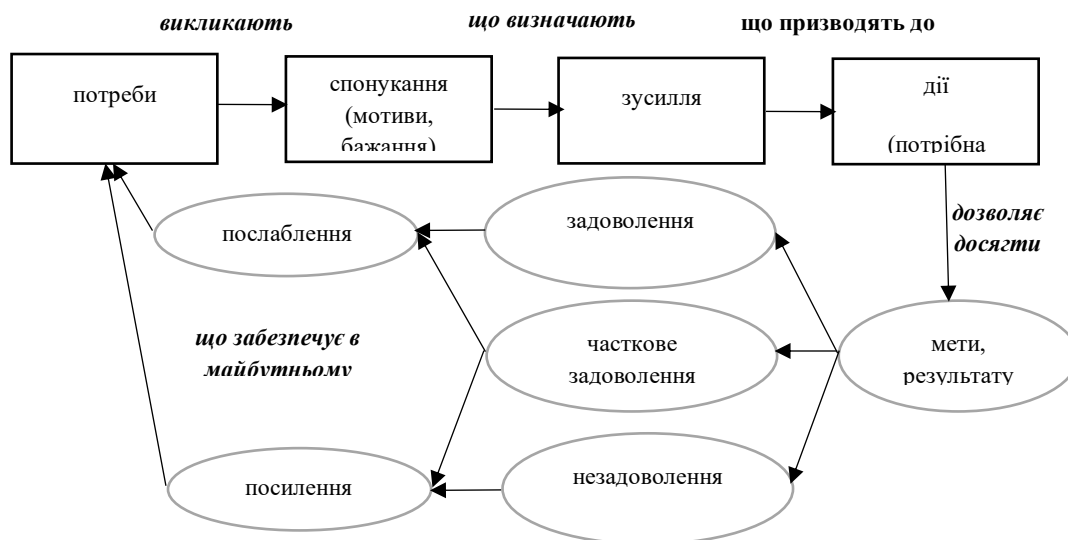 викликають
що визначають
що призводять до
потреби
спонукання
(мотиви,
бажання)
зусилля
дії
(потрібна
послаблення
задоволення
дозволяє
досягти
що забезпечує в
майбутньому
часткове
задоволення
мети,
результату
посилення
незадоволення